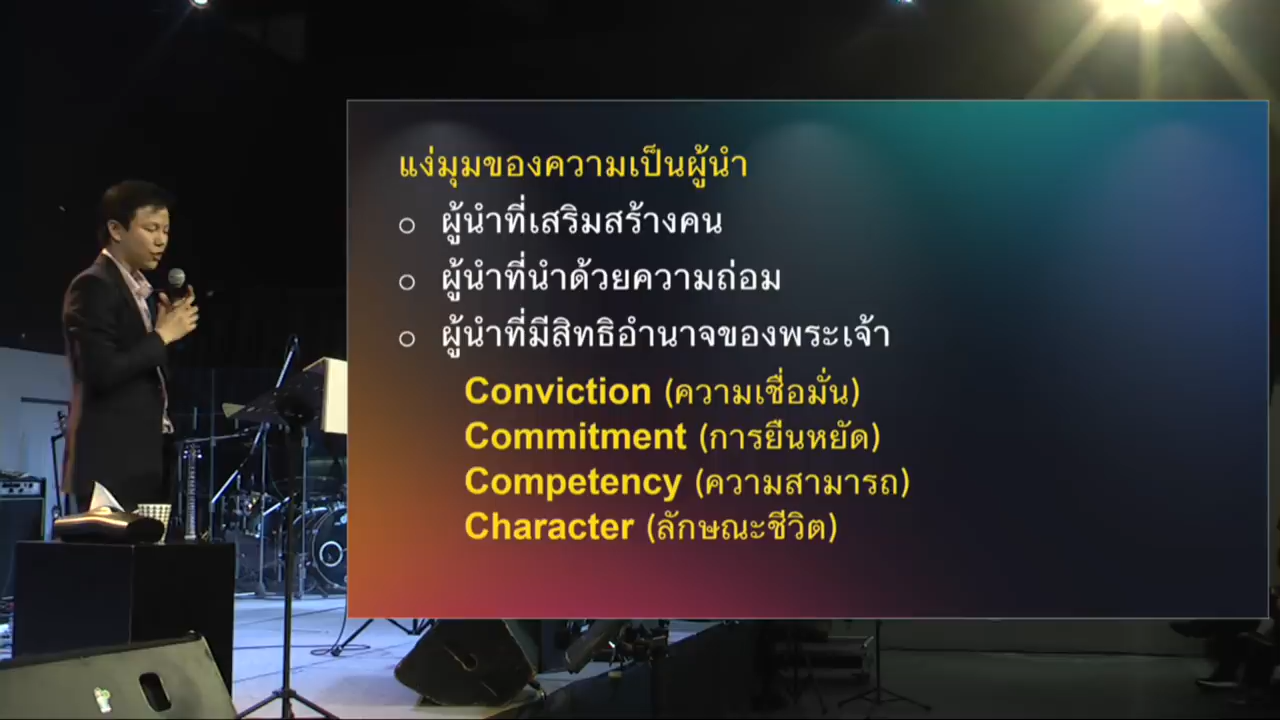 แง่มุมของความเป็นผู้นำ
o ผู้นำที่เสริมสร้างคน
o ผู้นำที่นำด้วยความถ่อม
o ผู้นำที่มีสิทธิอำนาจของพระเจ้า
Conviction (ความเชื่อมั่น)
Commitment (การยืนหยัด)
Competency (ความสามารถ)
Character (ลักษณะชีวิต)